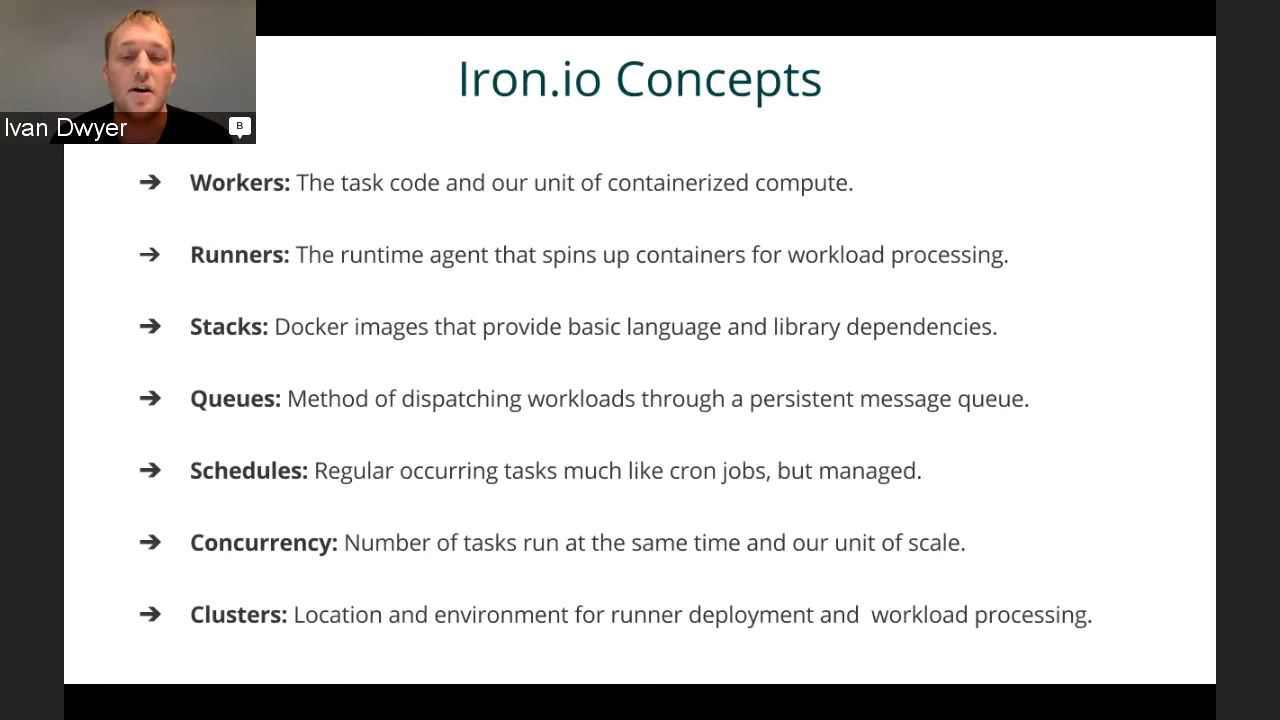 Iron.io Concepts
Ivan Dwyer
B
➔ Workers: The task code and our unit of containerized compute.
➔ Runners: The runtime agent that spins up containers for workload processing.
➔ Stacks: Docker images that provide basic language and library dependencies.
➔ Queues: Method of dispatching workloads through a persistent message queue.
➔ Schedules: Regular occurring tasks much like cron jobs, but managed.
➔ Concurrency: Number of tasks run at the same time and our unit of scale.
➔ Clusters: Location and environment for runner deployment and  workload processing.